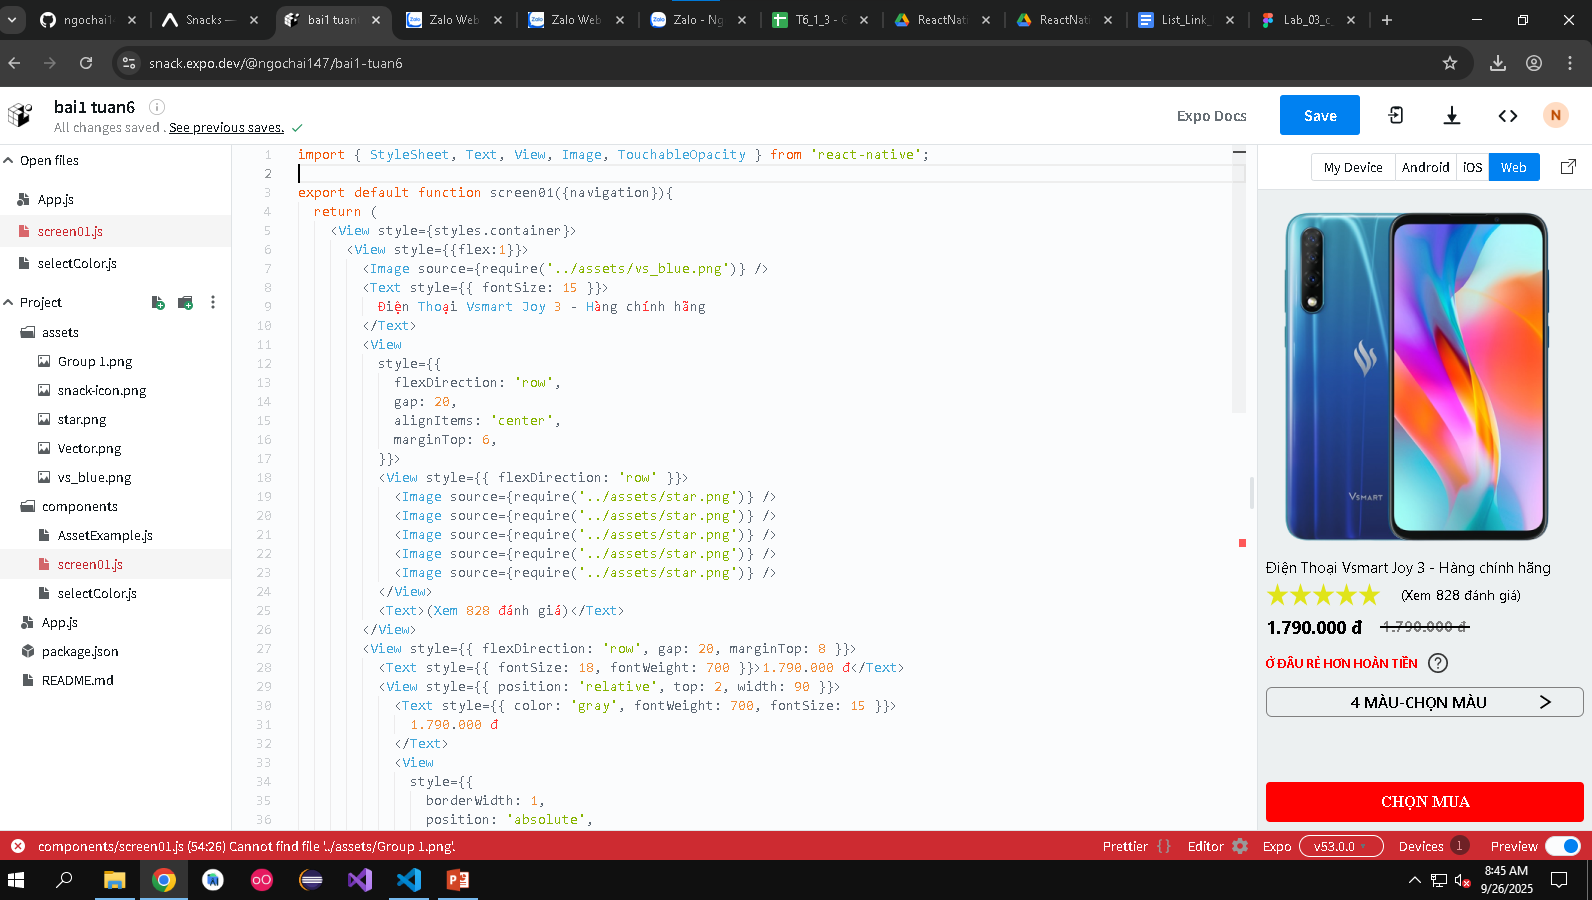 ngochai1
Snacks —
bai1 tuan
Zalo Web
Zalo Web
Zalo - Ng
T6_1_3 - G
ReactNati
ReactNati
List_Link_
Lab_03_c
snack.expo.dev/@ngochai147/bai1-tuan6
bai1 tuan6
All changes saved . See previous saves.
Expo Docs
Save
N
Open files
App.js
screen01.js
selectColor.js
Project
assets
Group 1.png
snack-icon.png
star.png
Vector.png
vs_blue.png
components
AssetExample.js
screen01.js
selectColor.js
App.js
package.json
README.md
1 import { StyleSheet, Text, View, Image, TouchableOpacity } from 'react-native';
2
3 export default function screen01({navigation}){
4 return (
5 <View style={styles.container}>
6 <View style={{flex:1}}>
7 <Image source={require('../assets/vs_blue.png')} />
8 <Text style={{ fontSize: 15 }}>
9 Điện Thoại Vsmart Joy 3 - Hàng chính hãng
10 </Text>
11 <View
12 style={{
13 flexDirection: 'row',
14 gap: 20,
15 alignItems: 'center',
16 marginTop: 6,
17 }}>
18 <View style={{ flexDirection: 'row' }}>
19 <Image source={require('../assets/star.png')} />
20 <Image source={require('../assets/star.png')} />
21 <Image source={require('../assets/star.png')} />
22 <Image source={require('../assets/star.png')} />
23 <Image source={require('../assets/star.png')} />
24 </View>
25 <Text>(Xem 828 đánh giá)</Text>
26 </View>
27 <View style={{ flexDirection: 'row', gap: 20, marginTop: 8 }}>
28 <Text style={{ fontSize: 18, fontWeight: 700 }}>1.790.000 đ</Text>
29 <View style={{ position: 'relative', top: 2, width: 90 }}>
30 <Text style={{ color: 'gray', fontWeight: 700, fontSize: 15 }}>
31 1.790.000 đ
32 </Text>
33 <View
34 style={{
35 borderWidth: 1,
36 position: 'absolute',
My Device
Android
iOS
Web
VSMART
Điện Thoại Vsmart Joy 3 - Hàng chính hãng
(Xem 828 đánh giá)
1.790.000 đ 1.790.000 đ
Ở ĐÂU RẺ HƠN HOÀN TIỀN ?
4 MÀU-CHỌN MÀU
CHỌN MUA
components/screen01.js (54:26) Cannot find file '../assets/Group 1.png'.
Prettier {}
Editor
Expo
v53.0.0
Devices 1
Preview
8:45 AM
9/26/2025